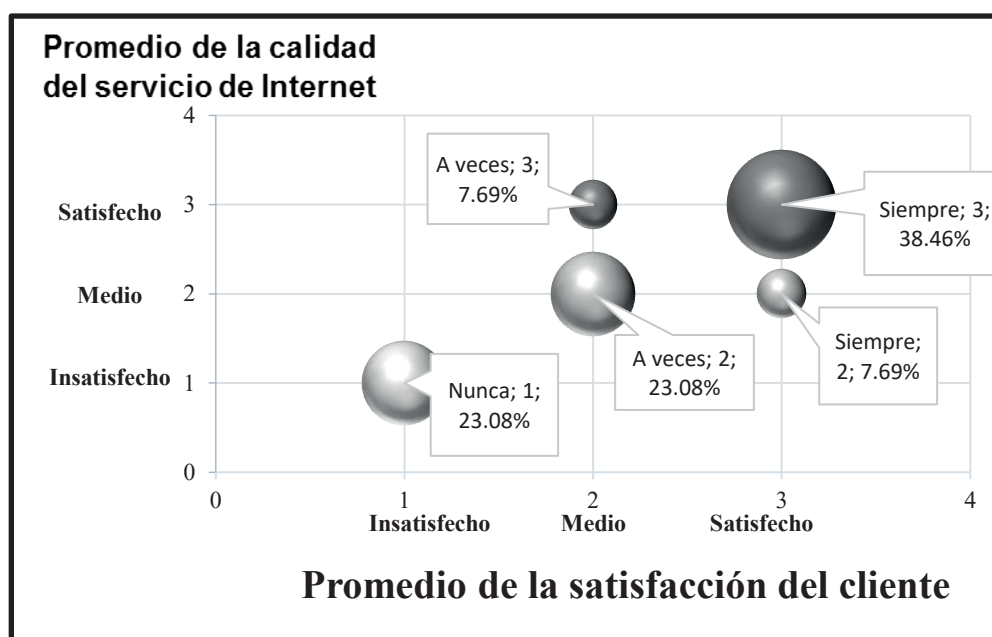 Promedio de la calidad
del servicio de Internet
4
A veces; 3;
7.69%
Satisfecho
3
Siempre; 3;
38.46%
Medio
2
A veces; 2;
23.08%
Siempre;
2; 7.69%
Insatisfecho
1
Nunca; 1;
23.08%
0
0 1 2 3 4
Insatisfecho Medio Satisfecho
Promedio de la satisfacción del cliente